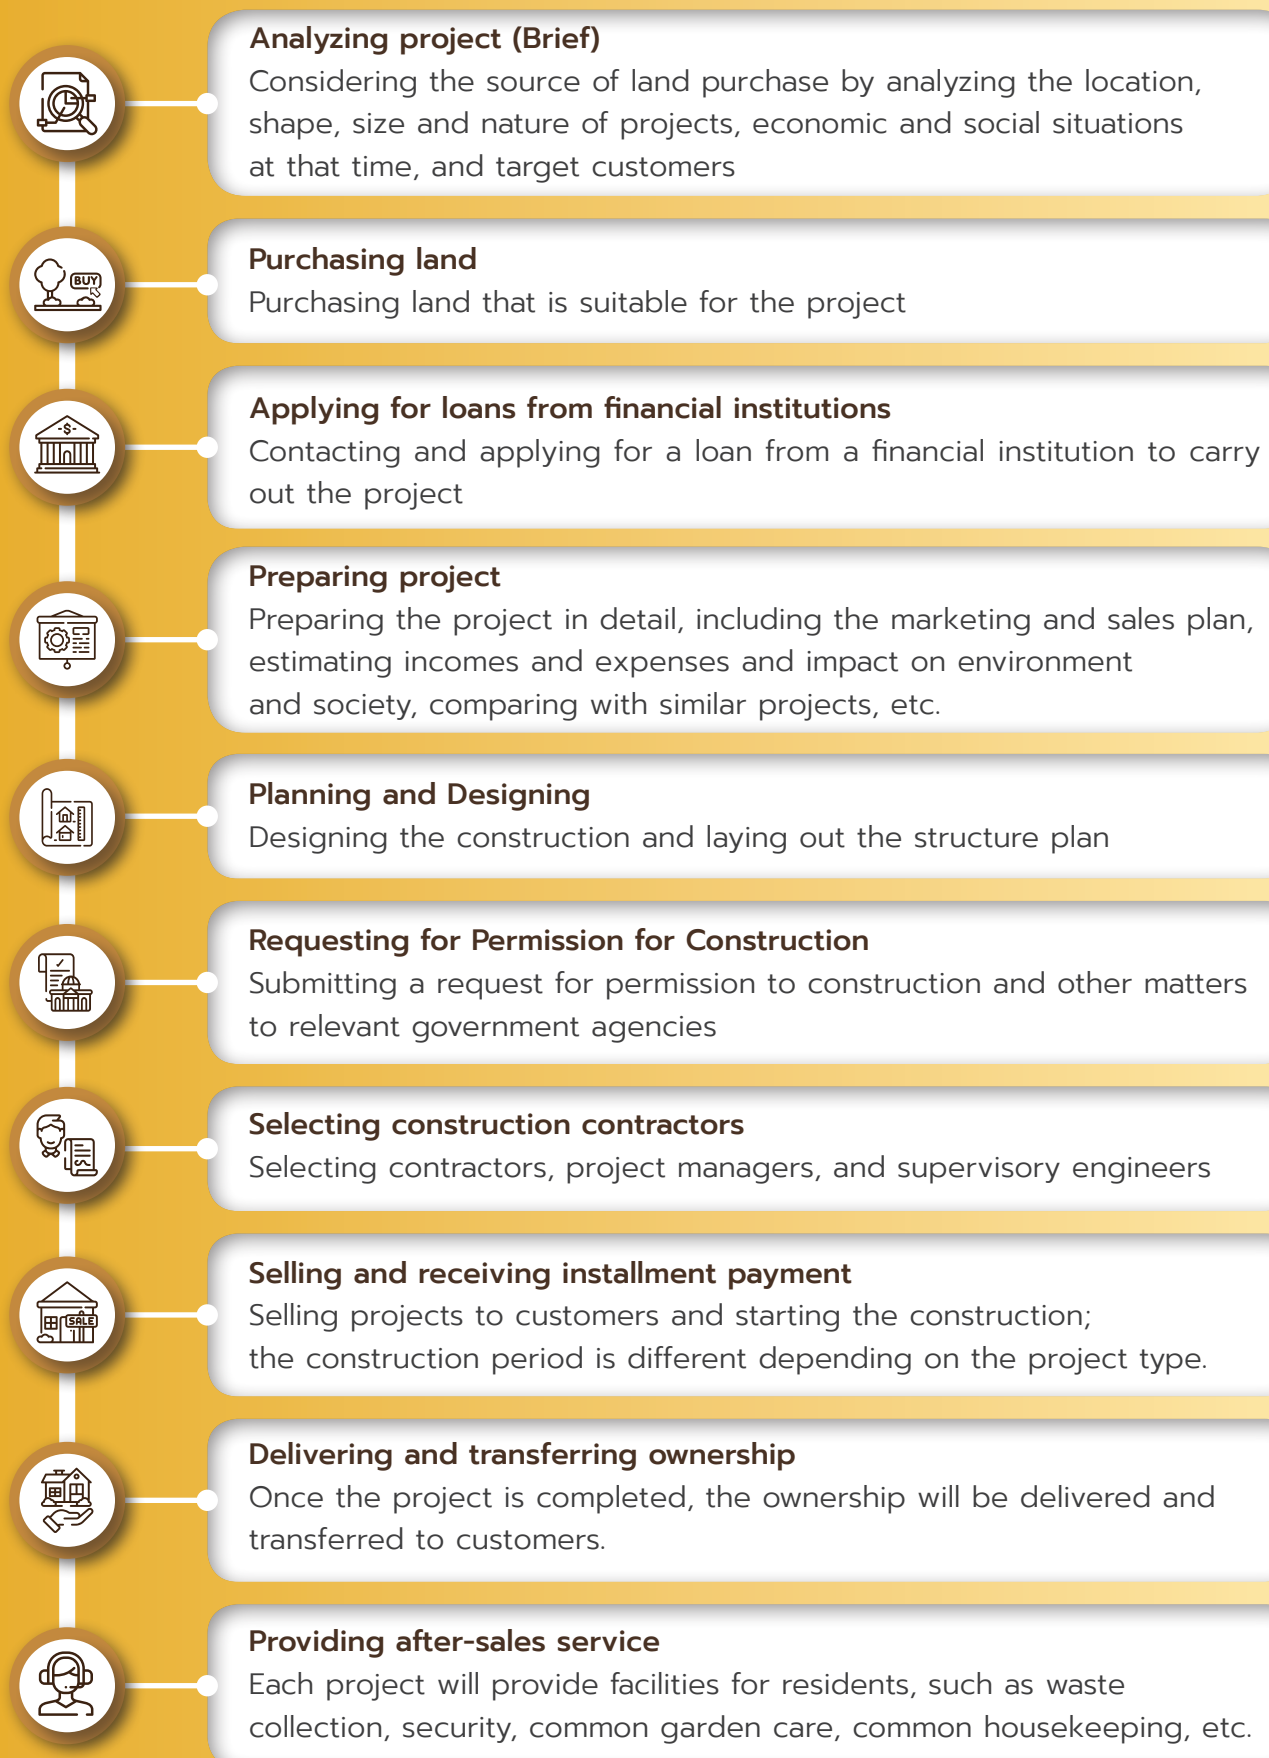 Analyzing project (Brief)
Considering the source of land purchase by analyzing the location,
shape, size and nature of projects, economic and social situations
at that time, and target customers
BUY
Purchasing land
Purchasing land that is suitable for the project
-$-
Applying for loans from financial institutions
Contacting and applying for a loan from a financial institution to carry
out the project
Preparing project
Preparing the project in detail, including the marketing and sales plan,
estimating incomes and expenses and impact on environment
and society, comparing with similar projects, etc.
Planning and Designing
Designing the construction and laying out the structure plan
Requesting for Permission for Construction
Submitting a request for permission to construction and other matters
to relevant government agencies
Selecting construction contractors
Selecting contractors, project managers, and supervisory engineers
SALE
Selling and receiving installment payment
Selling projects to customers and starting the construction;
the construction period is different depending on the project type.
Delivering and transferring ownership
Once the project is completed, the ownership will be delivered and
transferred to customers.
Providing after-sales service
Each project will provide facilities for residents, such as waste
collection, security, common garden care, common housekeeping, etc.